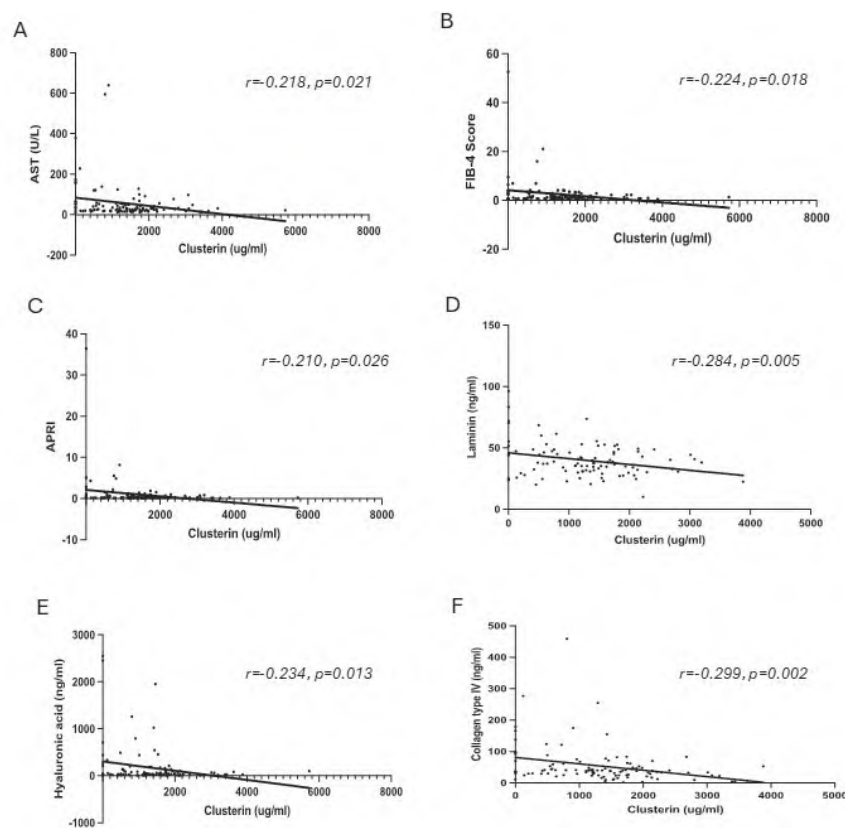 A
800
600
400
200
0
-200
AST (U/L)
r=-0.218, p=0.021
2000
4000
6000
8000
Clusterin (ug/ml)
B
60
40
20
0
-20
FIB-4 Score
r=-0.224, p=0.018
2000
4000
6000
8000
Clusterin (ug/ml)
C
40
30
20
10
0
-10
APRI
r=-0.210, p=0.026
2000
4000
6000
8000
Clusterin (ug/ml)
D
150
100
50
0
Laminin (ng/ml)
r=-0.284, p=0.005
0
1000
2000
3000
4000
5000
Clusterin (ug/ml)
E
3000
2000
1000
0
-1000
Hyaluronic acid (ng/ml)
r=-0.234, p=0.013
2000
4000
6000
8000
Clusterin (ug/ml)
F
500
400
300
200
100
0
Collagen type IV (ng/ml)
r=-0.299, p=0.002
0
1000
2000
3000
4000
5000
Clusterin (ug/ml)